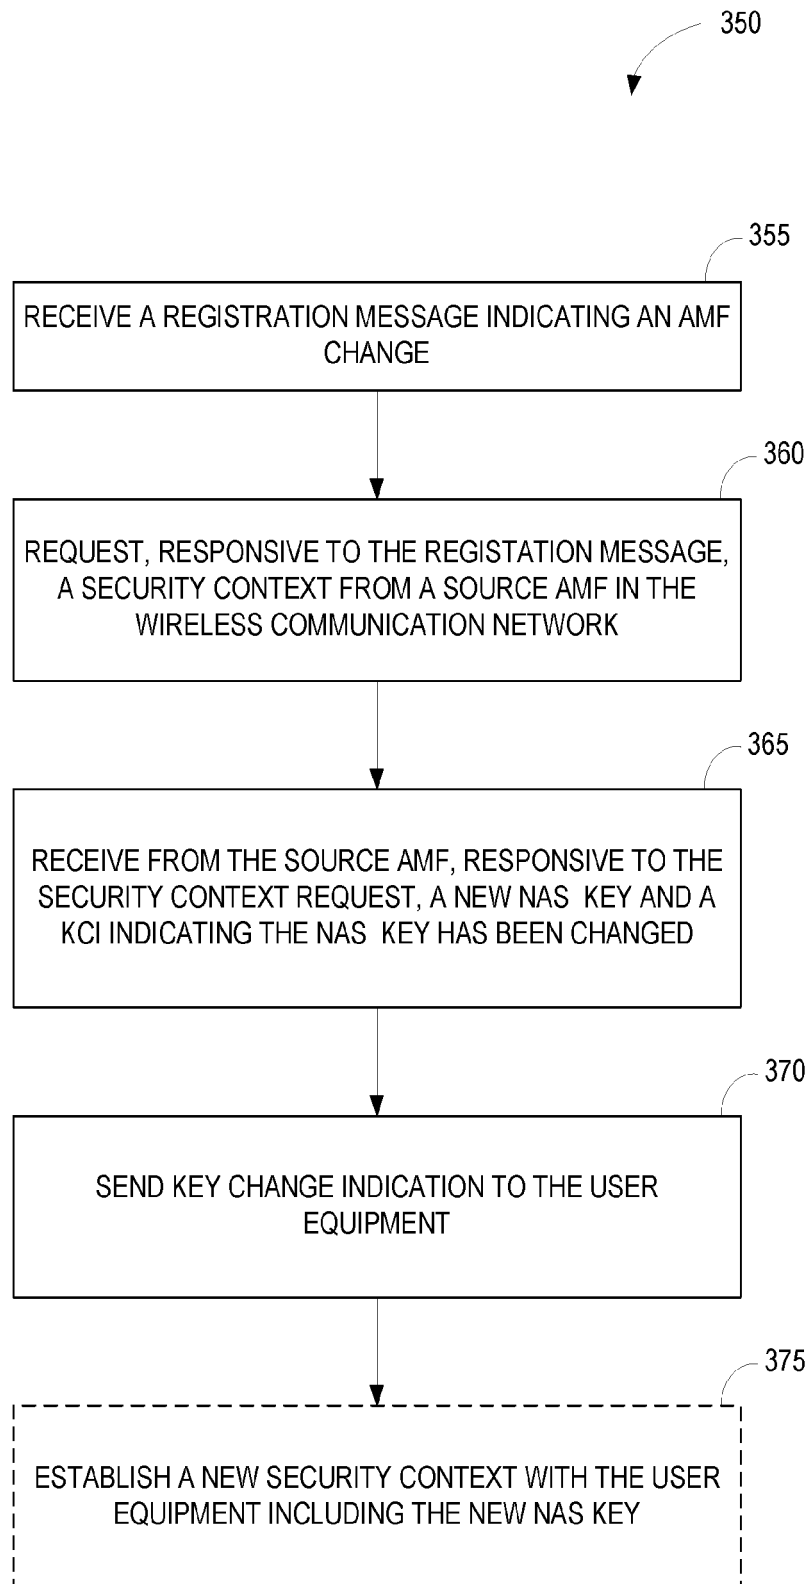 350
355
RECEIVE A REGISTRATION MESSAGE INDICATING AN AMF
CHANGE
360
REQUEST, RESPONSIVE TO THE REGISTATION MESSAGE,
A SECURITY CONTEXT FROM A SOURCE AMF IN THE
WIRELESS COMMUNICATION NETWORK
365
RECEIVE FROM THE SOURCE AMF, RESPONSIVE TO THE
SECURITY CONTEXT REQUEST, A NEW NAS KEY AND A
KCI INDICATING THE NAS KEY HAS BEEN CHANGED
370
SEND KEY CHANGE INDICATION TO THE USER
EQUIPMENT
375
ESTABLISH A NEW SECURITY CONTEXT WITH THE USER
EQUIPMENT INCLUDING THE NEW NAS KEY